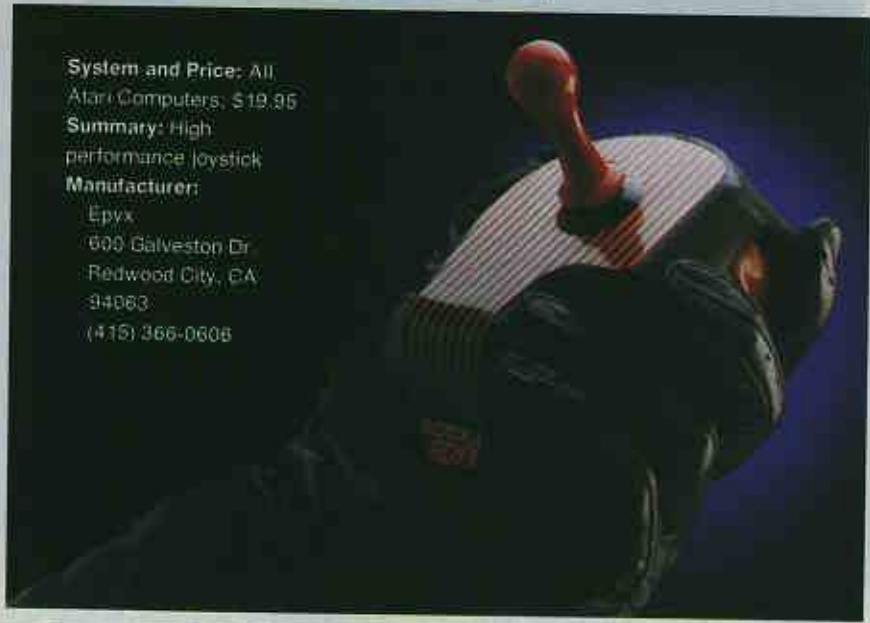 System and Price: All
Atari Computers; $19.95
Summary: High
performance joystick
Manufacturer:
Epyx
600 Galveston Dr.
Redwood City, CA
94063
(415) 366-0606